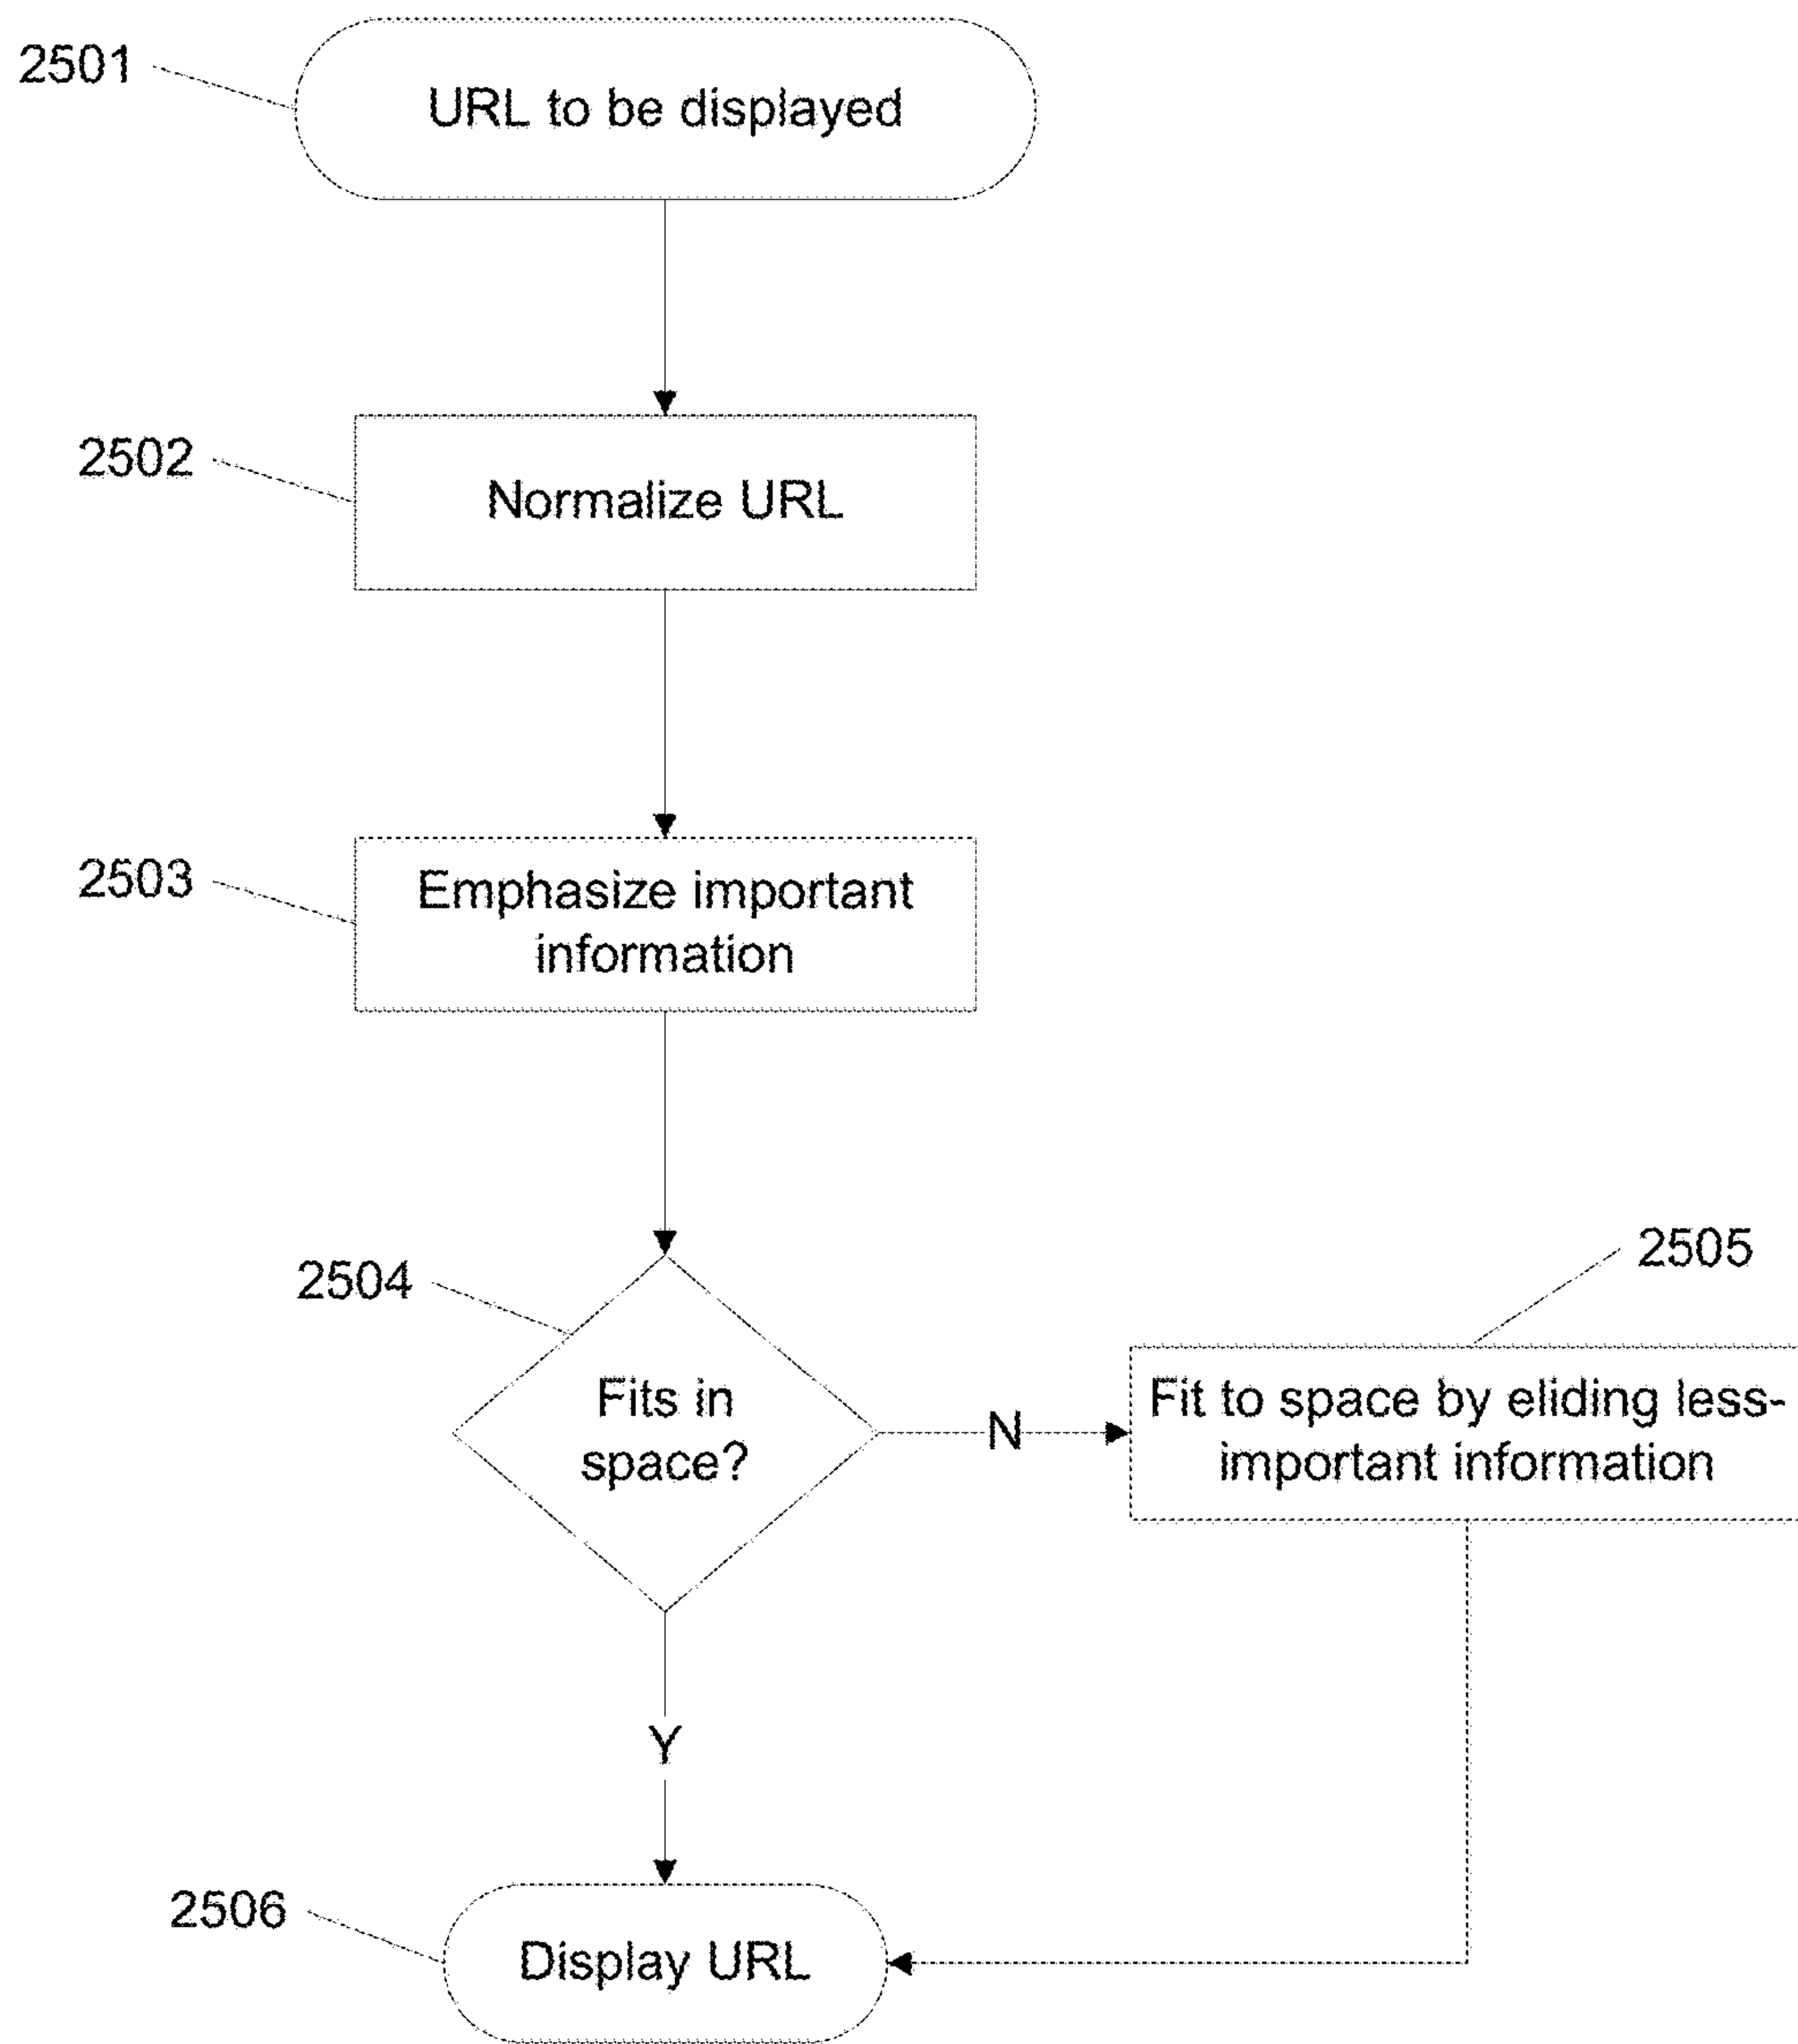 2501
URL to be displayed
2502
Normalize URL
2503
Emphasize important
information
2504
Fits in
space?
N
2505
Fit to space by eliding less-
important information
Y
2506
Display URL